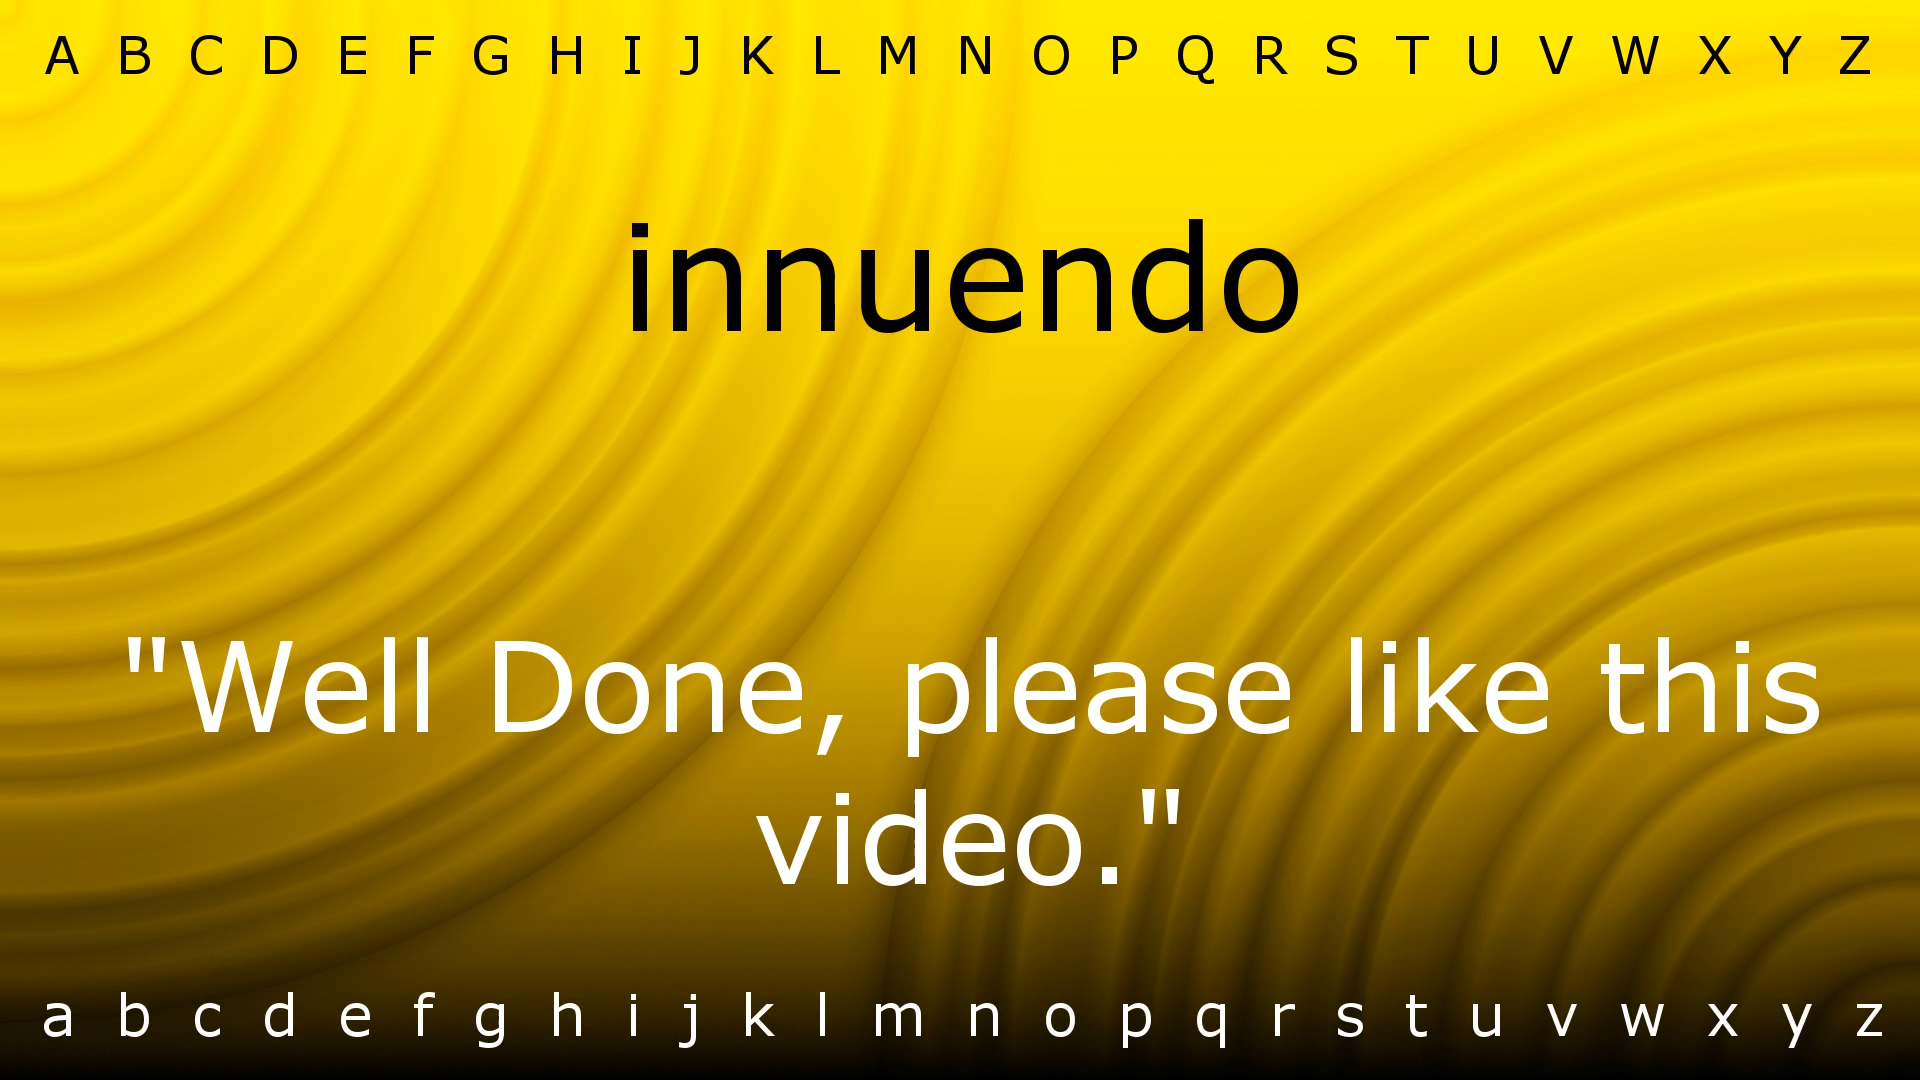 A B C D E F G H I J K L M N O P Q R S T U V W X Y Z
innuendo
"Well Done, please like this
video."
a b c d e f g h i j k l m n o p q r s t u v w x y z